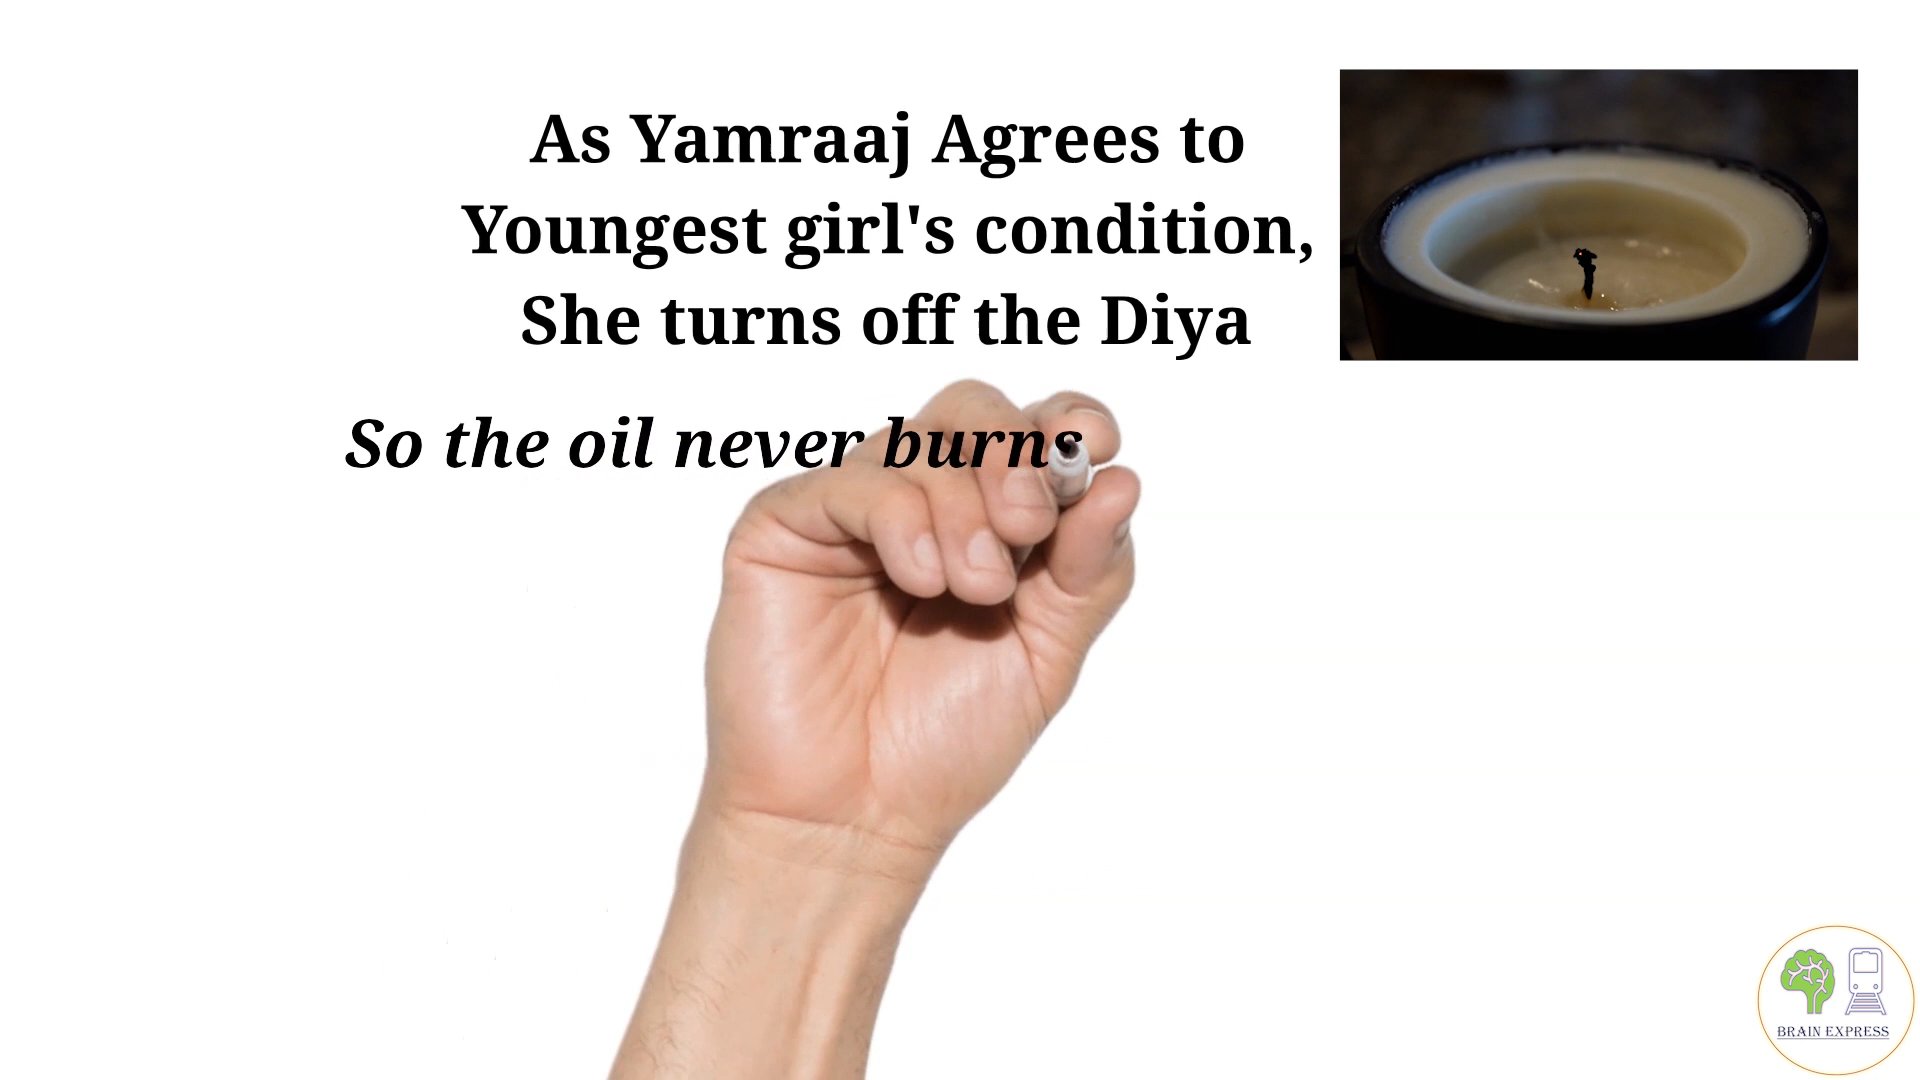 As Yamraaj Agrees to
Youngest girl's condition,
She turns off the Diya
So the oil never burns
BRAIN EXPRESS